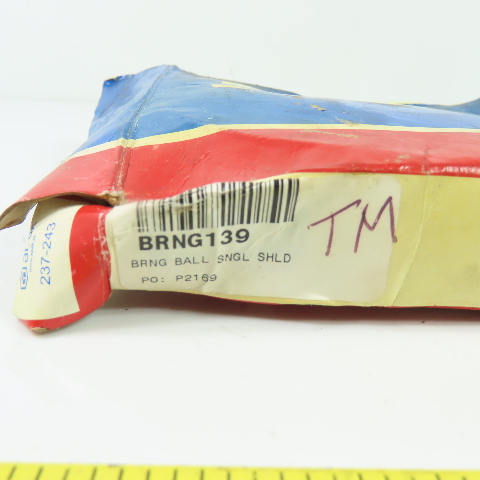 BRNG139
BRNG BALL SNGL SHLD
PO: P2169
TM
237-243